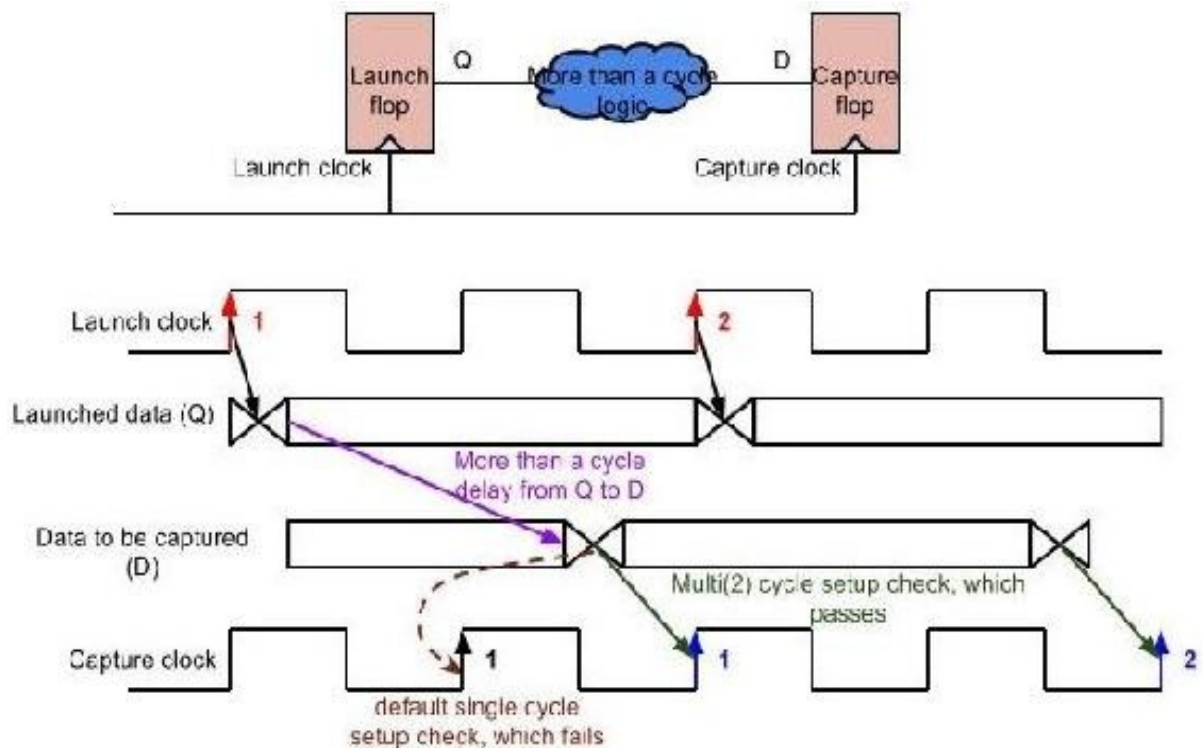 Launch
flop
Q
More than a cycle
logic
D
Capture
flop
Launch clock
Capture clock
Launch clock
1
2
Launched data (Q)
More than a cycle
delay from Q to D
Data to be captured
(D)
Multi(2) cycle setup check, which
passes
Capture clock
1
1
2
default single cycle
setup check, which fails